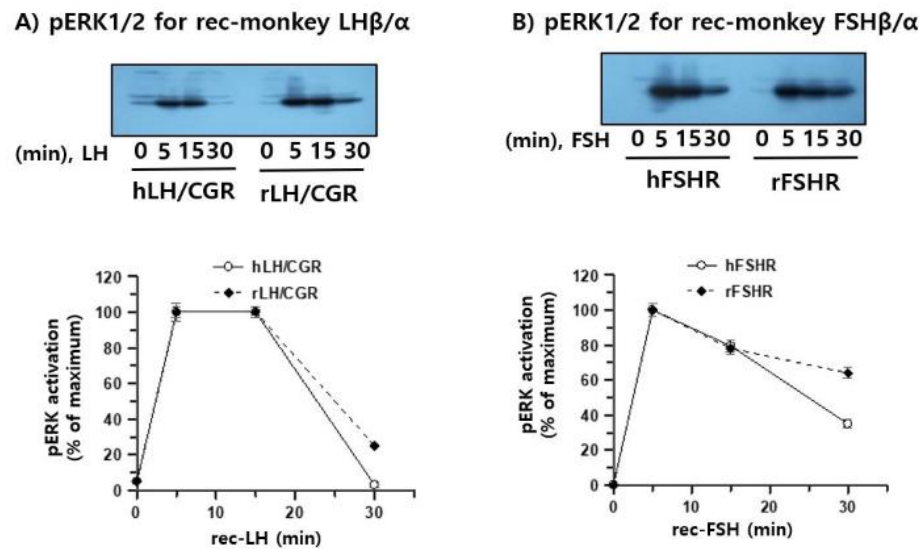 A) pERK1/2 for rec-monkey LHβ/α
(min), LH 0 5 15 30 0 5 15 30
hLH/CGR rLH/CGR
hLH/CGR
rLH/CGR
pERK activation
(% of maximum)
120
100
80
60
40
20
0
0 10 20 30
rec-LH (min)
B) pERK1/2 for rec-monkey FSHβ/α
(min), FSH 0 5 15 30 0 5 15 30
hFSHR rFSHR
hFSHR
rFSHR
pERK activation
(% of maximum)
120
100
80
60
40
20
0
0 10 20 30
rec-FSH (min)